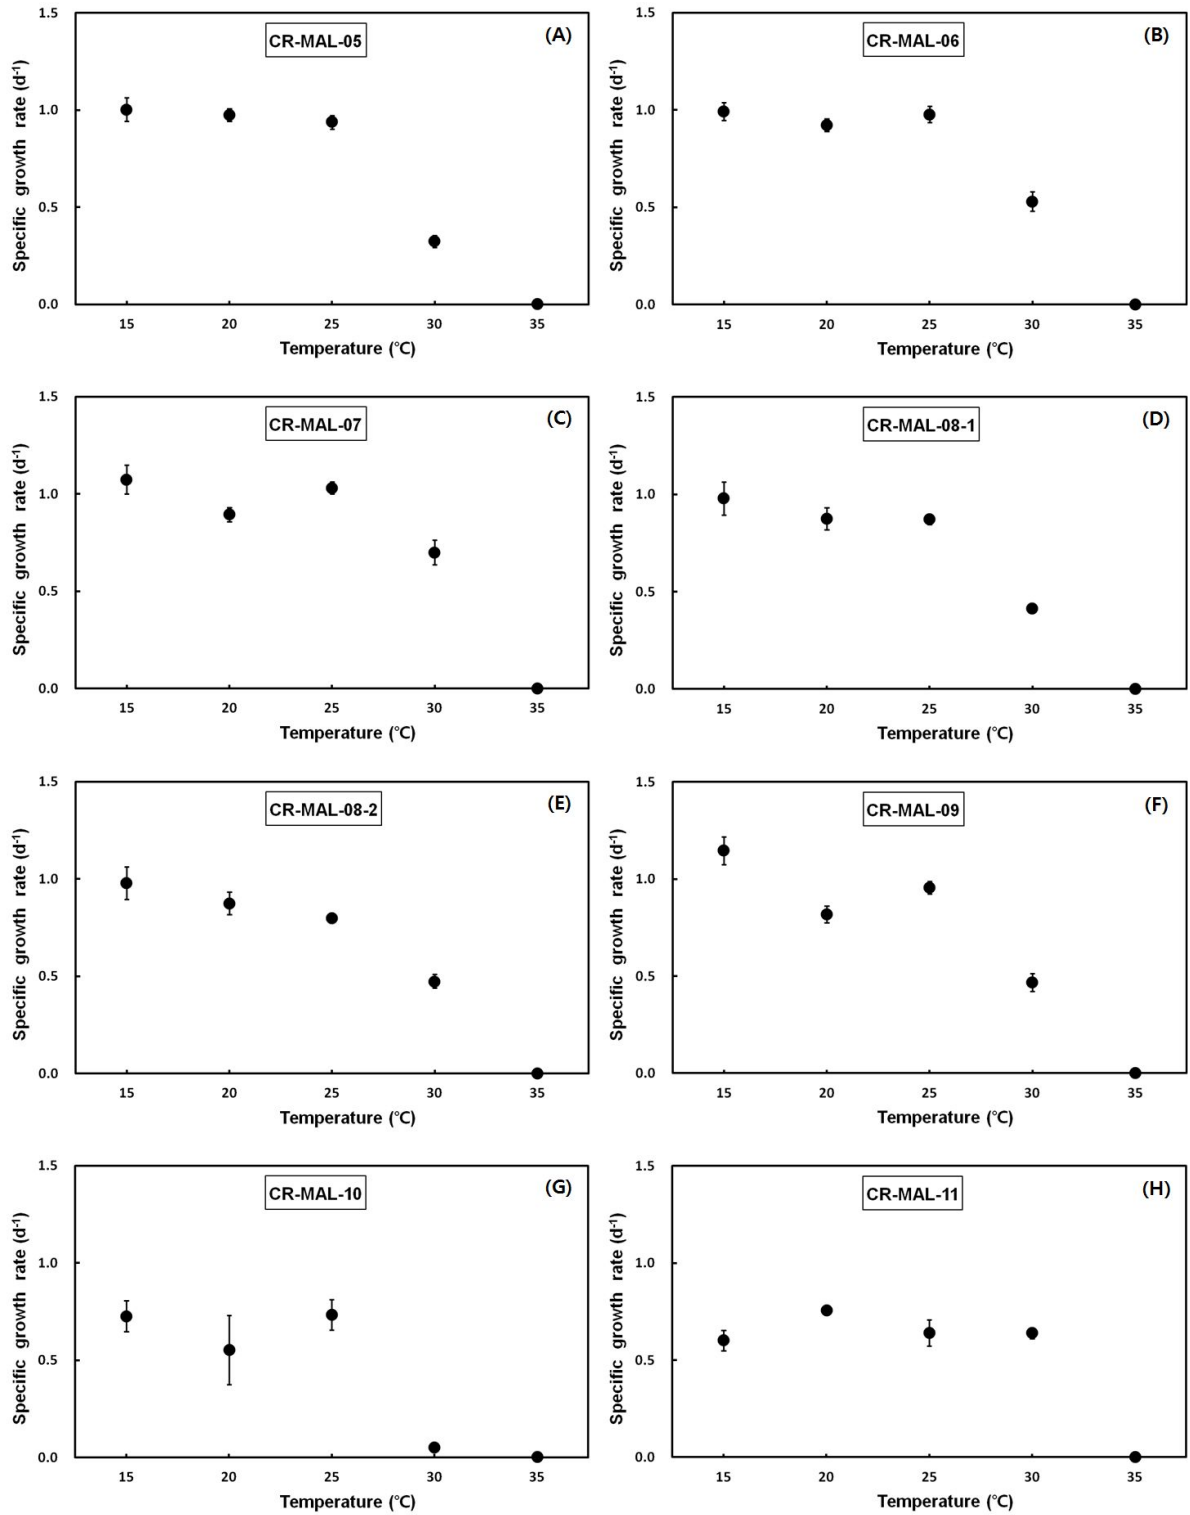 CR-MAL-05
(A)
Specific growth rate (d-1)
1.5
1.0
0.5
0.0
15 20 25 30 35
Temperature (℃)
CR-MAL-06
(B)
Specific growth rate (d-1)
1.5
1.0
0.5
0.0
15 20 25 30 35
Temperature (℃)
CR-MAL-07
(C)
Specific growth rate (d-1)
1.5
1.0
0.5
0.0
15 20 25 30 35
Temperature (℃)
CR-MAL-08-1
(D)
Specific growth rate (d-1)
1.5
1.0
0.5
0.0
15 20 25 30 35
Temperature (℃)
CR-MAL-08-2
(E)
Specific growth rate (d-1)
1.5
1.0
0.5
0.0
15 20 25 30 35
Temperature (℃)
CR-MAL-09
(F)
Specific growth rate (d-1)
1.5
1.0
0.5
0.0
15 20 25 30 35
Temperature (℃)
CR-MAL-10
(G)
Specific growth rate (d-1)
1.5
1.0
0.5
0.0
15 20 25 30 35
Temperature (℃)
CR-MAL-11
(H)
Specific growth rate (d-1)
1.5
1.0
0.5
0.0
15 20 25 30 35
Temperature (℃)